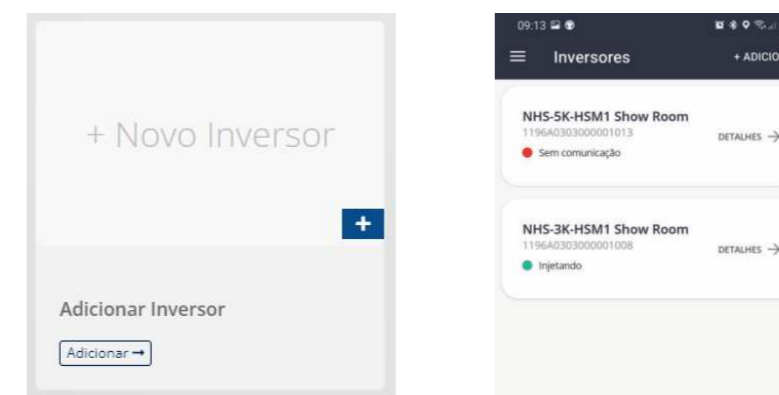 + Novo Inversor
+
Adicionar Inversor
Adicionar →
09:13
Inversores
+ ADICIO
NHS-5K-HSM1 Show Room
1196A0303000001013
DETALHES →
Sem comunicação
NHS-3K-HSM1 Show Room
1196A0303000001008
DETALHES →
Injetando